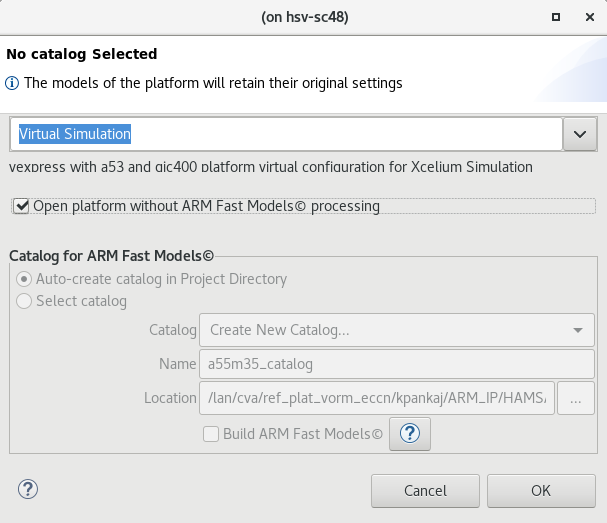 (on hsv-sc48)
No catalog Selected
The models of the platform will retain their original settings
Virtual Simulation
vexpress with a53 and gic400 platform virtual configuration for Xcelium Simulation
Open platform without ARM Fast Models© processing
Catalog for ARM Fast Models©
Auto-create catalog in Project Directory
Select catalog
Catalog Create New Catalog...
Name a55m35_catalog
Location /lan/cva/ref_plat_vorm_eccn/kpankaj/ARM_IP/HAMSA ...
Build ARM Fast Models© ?
? Cancel OK